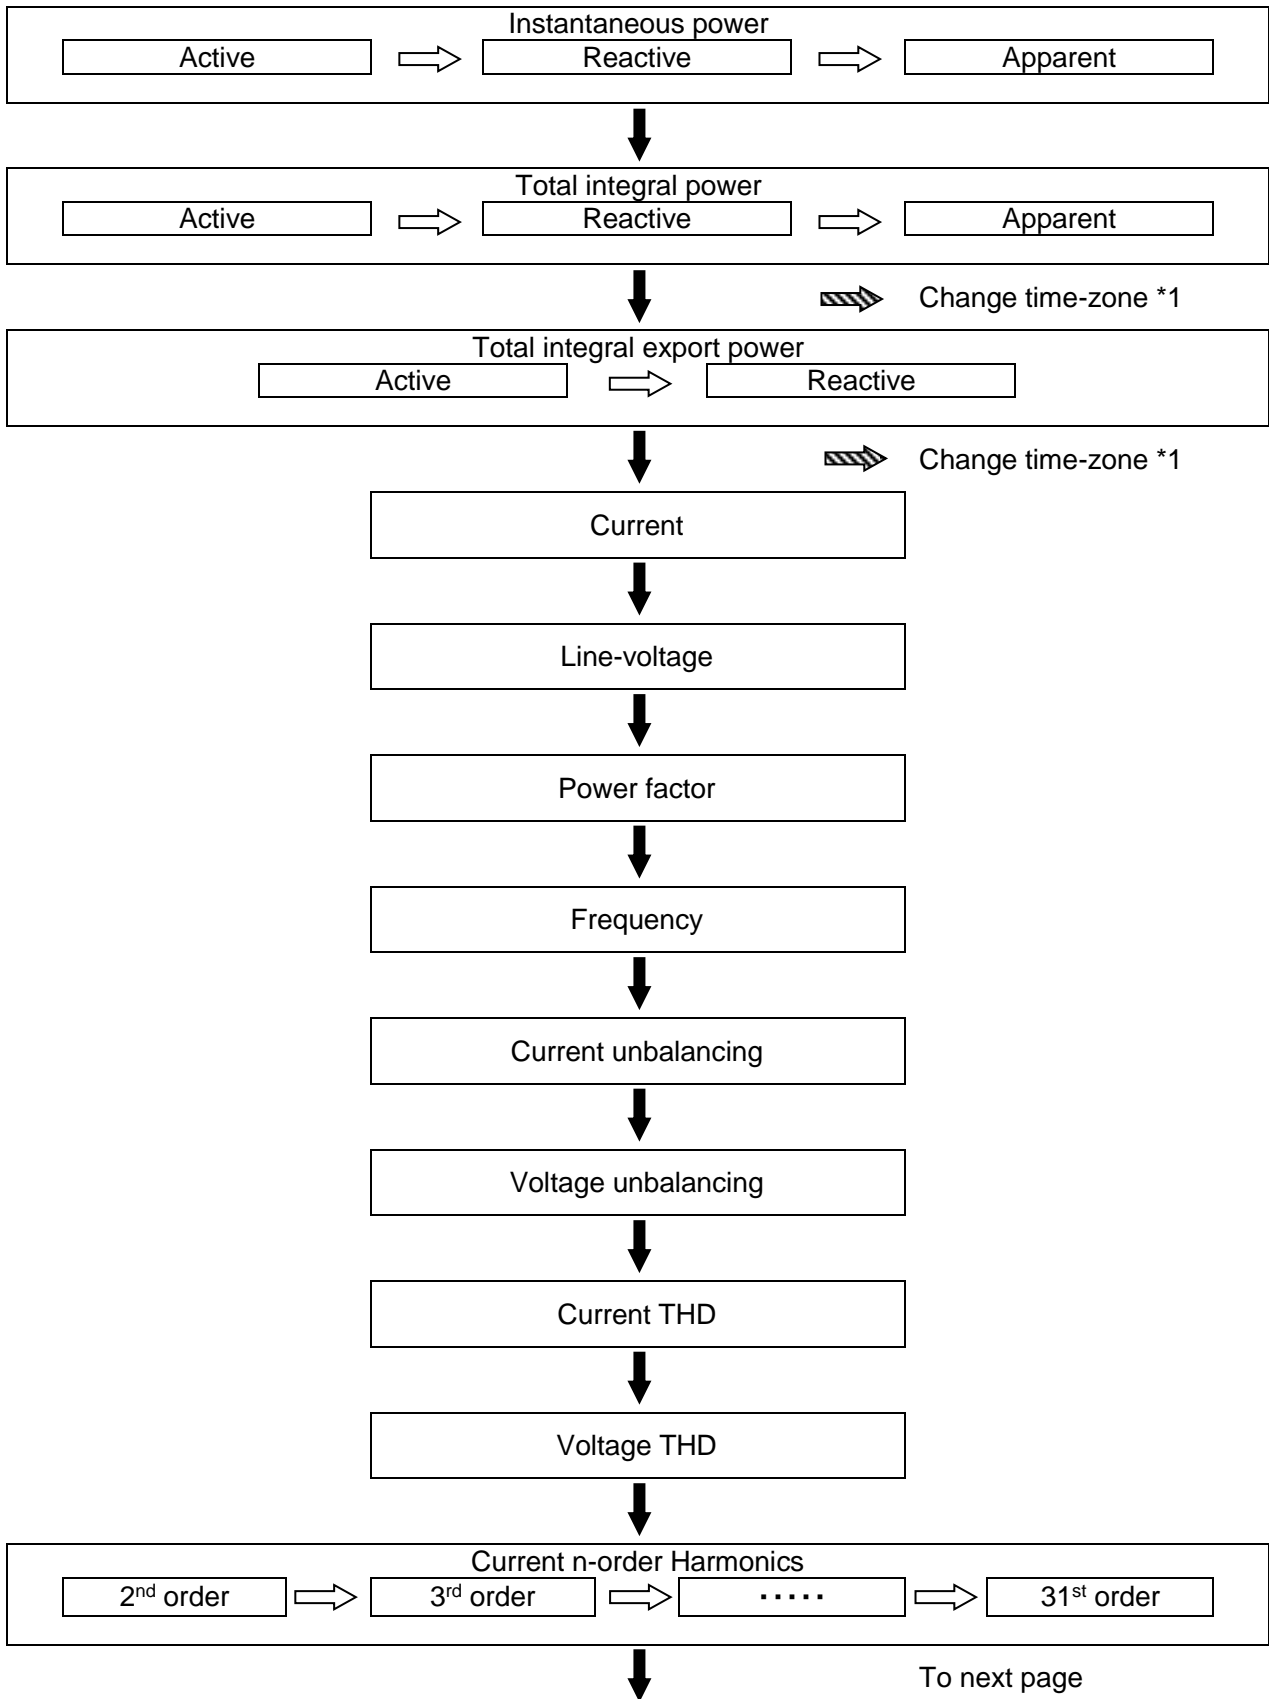 Instantaneous power
Active Reactive Apparent
Total integral power
Active Reactive Apparent
Change time-zone *1
Total integral export power
Active Reactive
Change time-zone *1
Current
Line-voltage
Power factor
Frequency
Current unbalancing
Voltage unbalancing
Current THD
Voltage THD
Current n-order Harmonics
2nd order 3rd order ····· 31st order
To next page